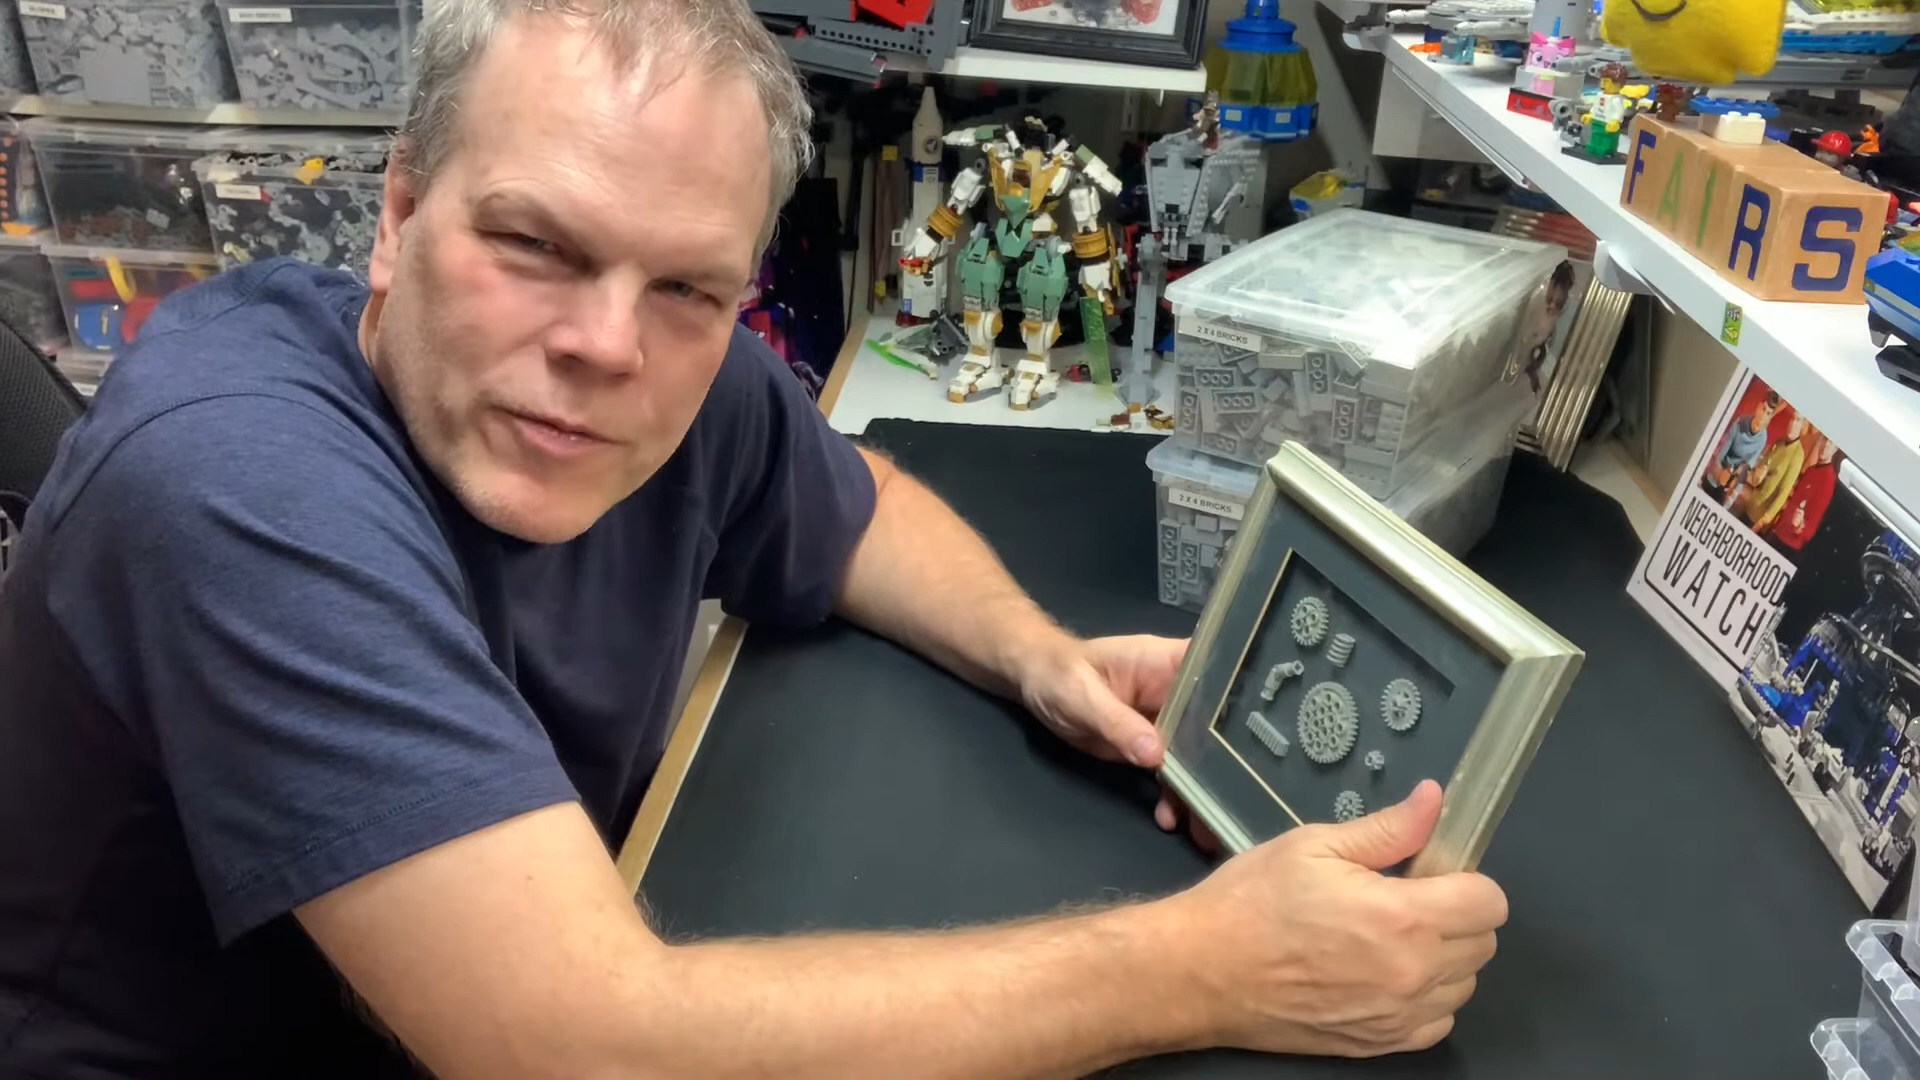 FAIRS
2 X 4 BRICKS
2 X 4 BRICKS
NEIGHBORHOOD
WATCH